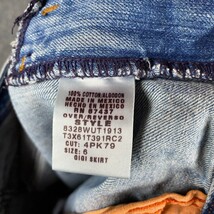 100% COTTON/ALGODON
MADE IN MEXICO
HECHO EN MEXICO
RN 97437
OVER/REVERSO
STYLE
8328WUT1913
T3X61T391RC2
CUT: 4PK79
SIZE: 6
GIGI SKIRT